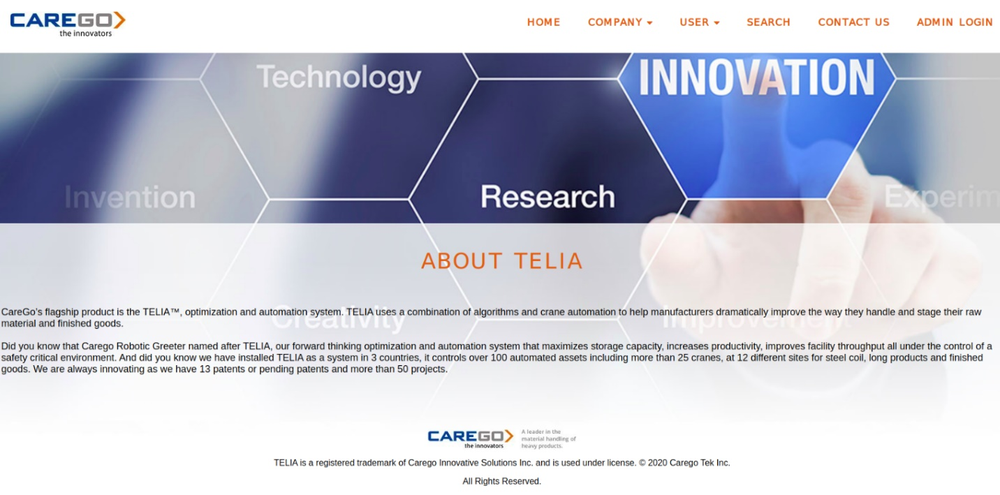 CAREGO
the innovators
HOME COMPANY USER SEARCH CONTACT US ADMIN LOGIN
Technology
INNOVATION
Invention
Research
Experim
ABOUT TELIA
CareGo's flagship product is the TELIA™, optimization and automation system. TELIA uses a combination of algorithms and crane automation to help manufacturers dramatically improve the way they handle and stage their raw
material and finished goods.
Creativity
Improvement
Did you know that Carego Robotic Greeter named after TELIA, our forward thinking optimization and automation system that maximizes storage capacity, increases productivity, improves facility throughput all under the control of a
safety critical environment. And did you know we have installed TELIA as a system in 3 countries, it controls over 100 automated assets including more than 25 cranes, at 12 different sites for steel coil, long products and finished
goods. We are always innovating as we have 13 patents or pending patents and more than 50 projects.
CAREGO
the innovators
A leader in the
material handling of
heavy products.
TELIA is a registered trademark of Carego Innovative Solutions Inc. and is used under license. © 2020 Carego Tek Inc.
All Rights Reserved.